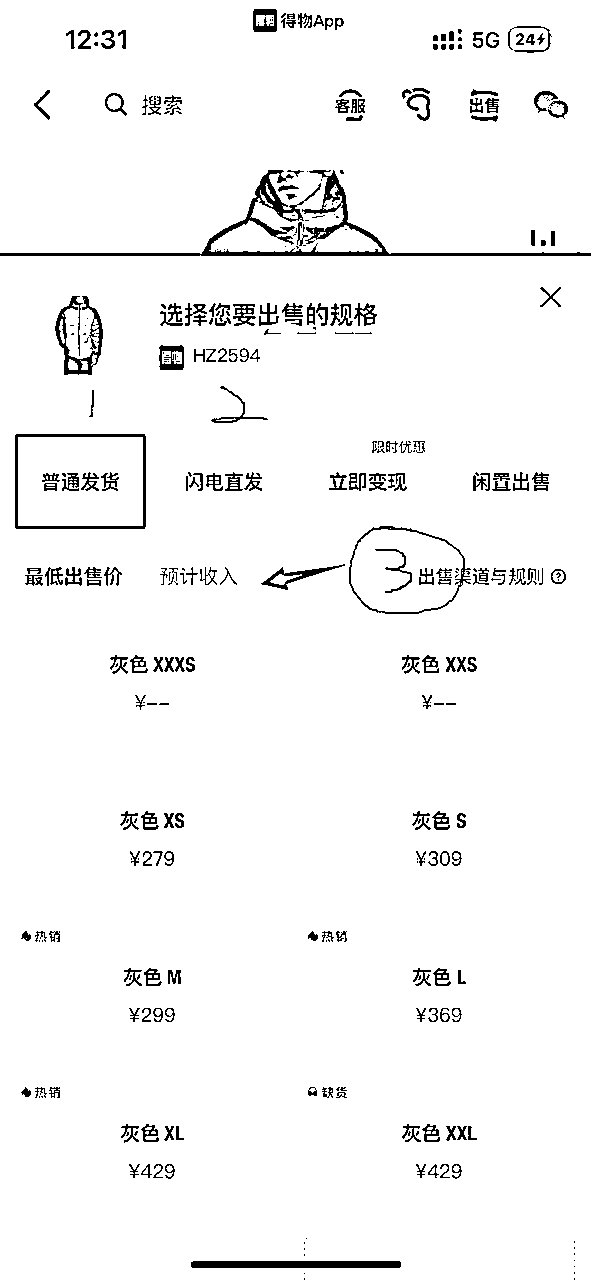 得物App
12:31 5G 24
搜索 客服 出售
选择您要出售的规格
得物 HZ2594
1 2
限时优惠
普通发货 闪电直发 立即变现 闲置出售
3
最低出售价 预计收入 出售渠道与规则 ?
灰色 XXXS 灰色 XXS
¥-- ¥--
灰色 XS 灰色 S
¥279 ¥309
热销 热销
灰色 M 灰色 L
¥299 ¥369
热销 缺货
灰色 XL 灰色 XXL
¥429 ¥429